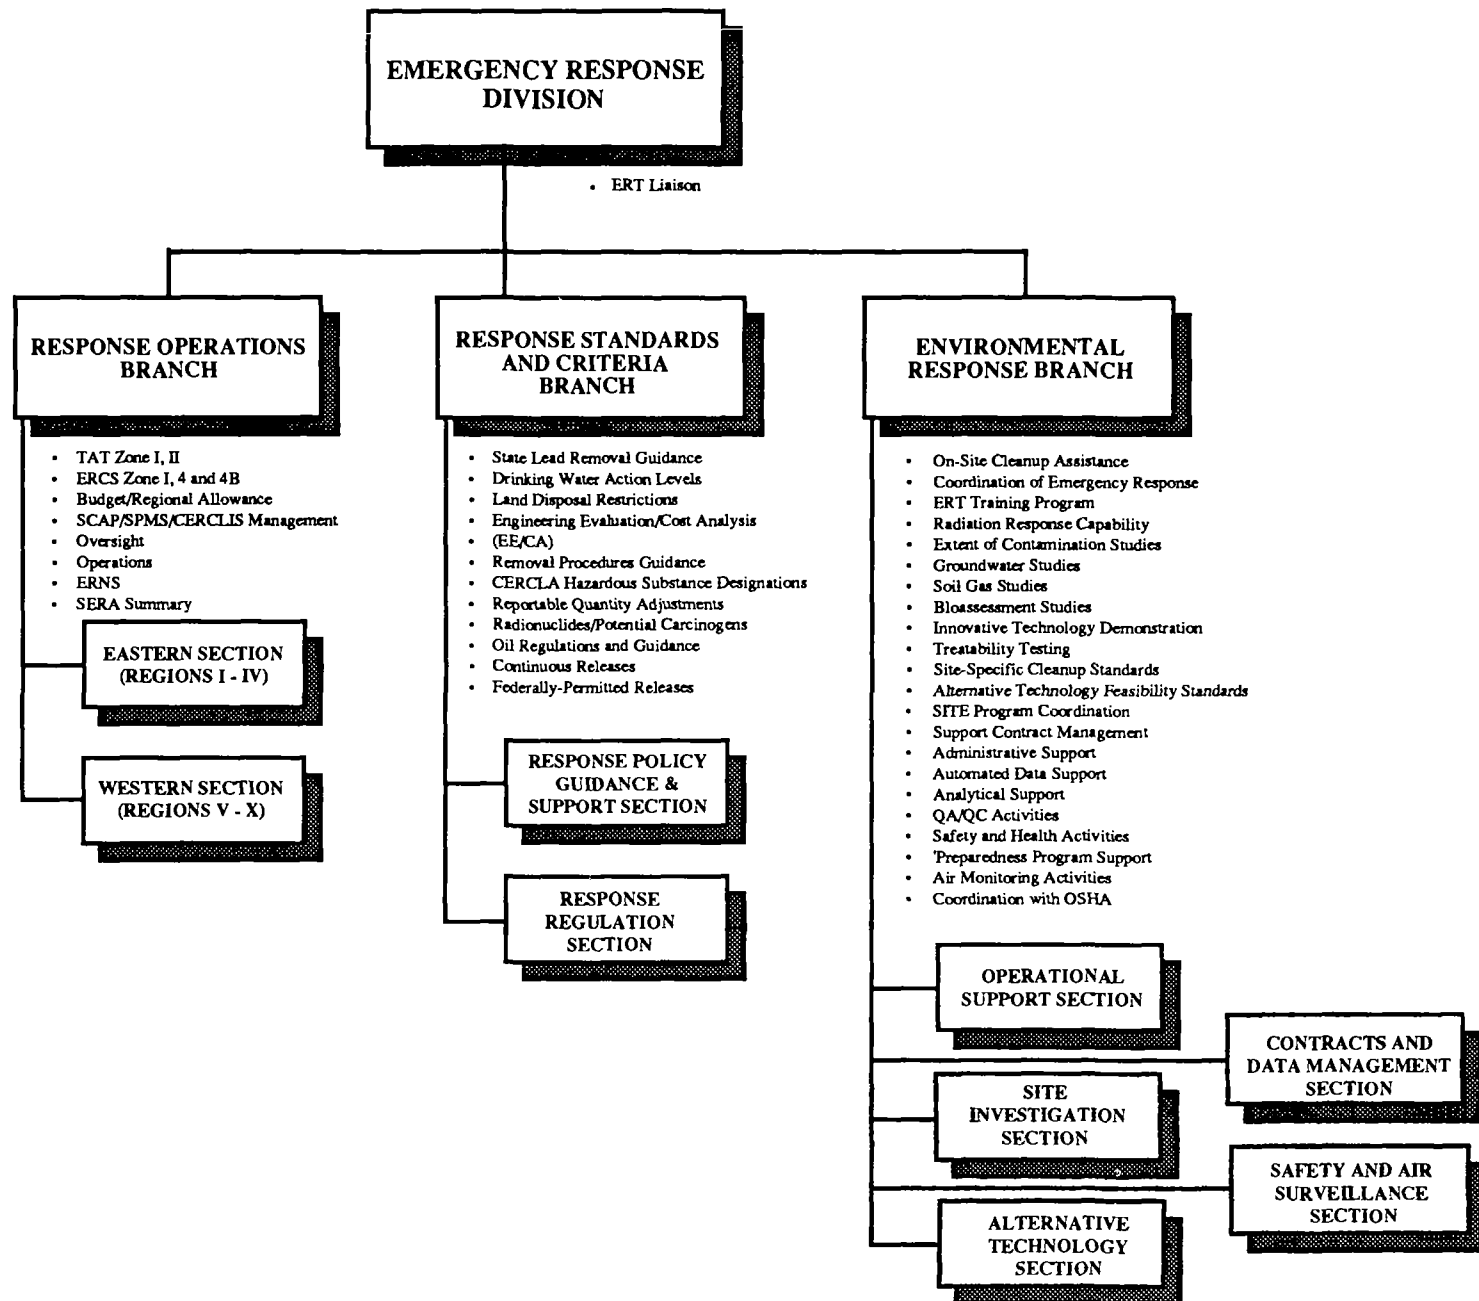 EMERGENCY RESPONSE
DIVISION
• ERT Liaison
RESPONSE OPERATIONS
BRANCH
• TAT Zone I, II
• ERCS Zone I, 4 and 4B
• Budget/Regional Allowance
• SCAP/SPMS/CERCLIS Management
• Oversight
• Operations
• ERNS
• SERA Summary
EASTERN SECTION
(REGIONS I - IV)
WESTERN SECTION
(REGIONS V - X)
RESPONSE STANDARDS
AND CRITERIA
BRANCH
• State Lead Removal Guidance
• Drinking Water Action Levels
• Land Disposal Restrictions
• Engineering Evaluation/Cost Analysis
• (EE/CA)
• Removal Procedures Guidance
• CERCLA Hazardous Substance Designations
• Reportable Quantity Adjustments
• Radionuclides/Potential Carcinogens
• Oil Regulations and Guidance
• Continuous Releases
• Federally-Permitted Releases
RESPONSE POLICY
GUIDANCE &
SUPPORT SECTION
RESPONSE
REGULATION
SECTION
ENVIRONMENTAL
RESPONSE BRANCH
• On-Site Cleanup Assistance
• Coordination of Emergency Response
• ERT Training Program
• Radiation Response Capability
• Extent of Contamination Studies
• Groundwater Studies
• Soil Gas Studies
• Bioassessment Studies
• Innovative Technology Demonstration
• Treatability Testing
• Site-Specific Cleanup Standards
• Alternative Technology Feasibility Standards
• SITE Program Coordination
• Support Contract Management
• Administrative Support
• Automated Data Support
• Analytical Support
• QA/QC Activities
• Safety and Health Activities
• 'Preparedness Program Support
• Air Monitoring Activities
• Coordination with OSHA
OPERATIONAL
SUPPORT SECTION
CONTRACTS AND
DATA MANAGEMENT
SECTION
SITE
INVESTIGATION
SECTION
SAFETY AND AIR
SURVEILLANCE
SECTION
ALTERNATIVE
TECHNOLOGY
SECTION